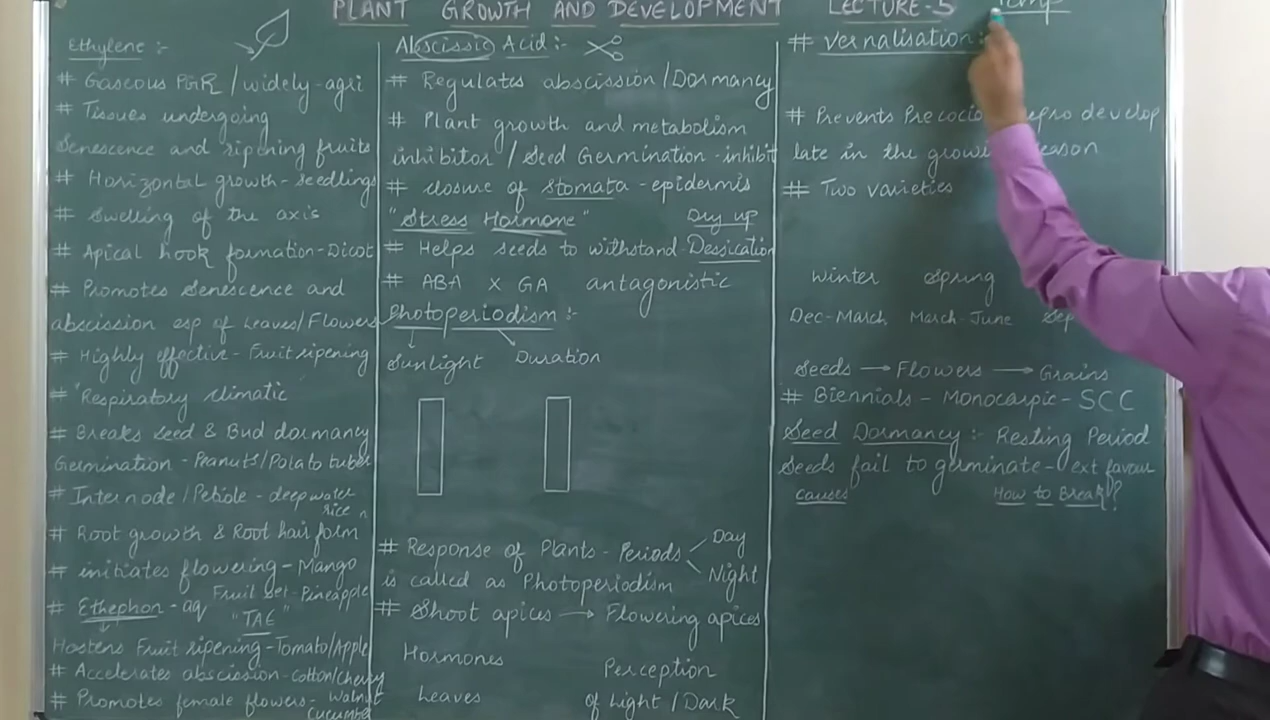 PLANT GROWTH AND DEVELOPMENT LECTURE-5
Ethylene :-
# Gaseous PGR / widely-agri
# Tissues undergoing
Senescence and ripening fruits
# Horizontal growth - seedlings
# Swelling of the axis
# Apical hook formation-Dicot
# Promotes Senescence and
abscission esp of Leaves/Flowers
# Highly effective - Fruit ripening
# "Respiratory climatic
# Breaks seed & Bud dormancy
Germination - Peanuts/Potato tuber
# Internode/Petiole - deep water
rice
# Root growth & Root hair form
# initiates flowering - Mango
Fruit Set - Pineapple
# Ethephon - aq
"TAE"
Hastens Fruit ripening-Tomato/Apple
# Accelerates abscission - cotton/cherry
# Promotes female flowers - Walnut
Cucumber
Abscissic Acid :-
# Regulates abscission/Dormancy
# Plant growth and metabolism
inhibitor / Seed Germination - inhibit
# closure of stomata - epidermis
"Stress Hormone" Dry up
# Helps seeds to withstand-Dessication
# ABA X GA antagonistic
Photoperiodism :-
Sunlight Duration
# Response of Plants - Periods Day
Night
is called as Photoperiodism
# Shoot apices → Flowering apices
Hormones Perception
Leaves of Light / Dark
# Vernalisation :-
# Prevents repro develop
late in the
# Two varieties
Winter Spring
Dec-March March-June
Seeds → Flowers → Grains
# Biennials - Monocarpic - SCC
Seed Dormancy :- Resting Period
Seeds fail to germinate - ext favour
causes How to Break?